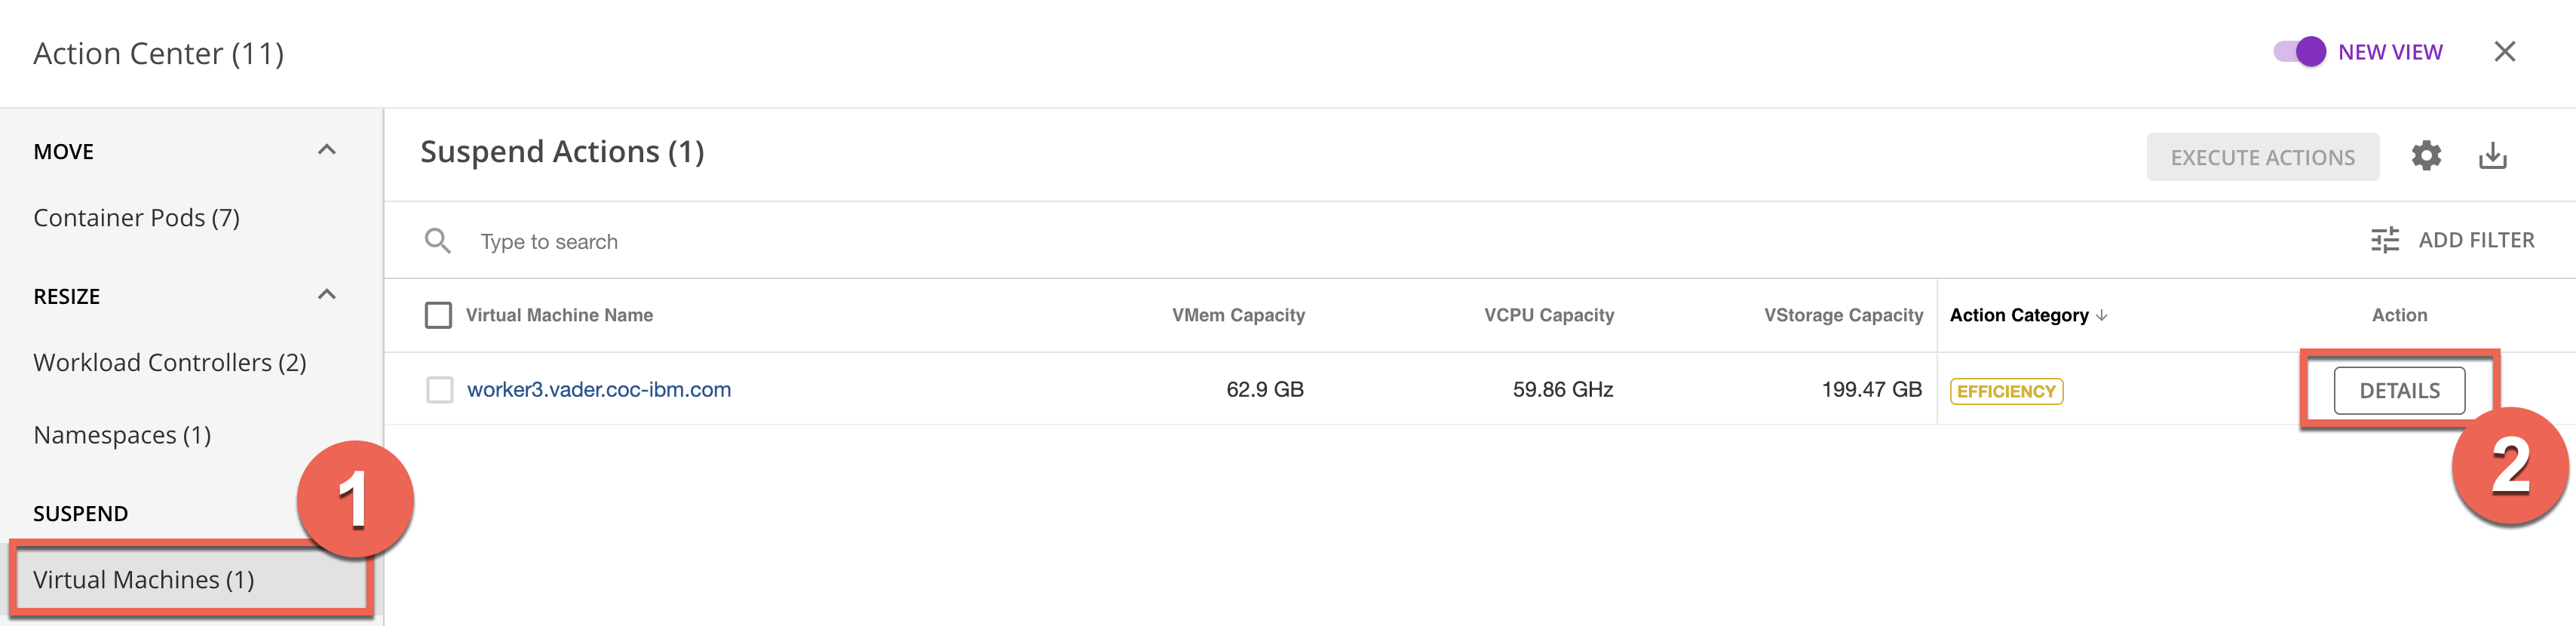 Action Center (11)
NEW VIEW
MOVE
Container Pods (7)
RESIZE
Workload Controllers (2)
Namespaces (1)
SUSPEND
1
Virtual Machines (1)
Suspend Actions (1)
EXECUTE ACTIONS
Type to search
ADD FILTER
Virtual Machine Name VMem Capacity VCPU Capacity VStorage Capacity Action Category Action
worker3.vader.coc-ibm.com 62.9 GB 59.86 GHz 199.47 GB EFFICIENCY DETAILS
2